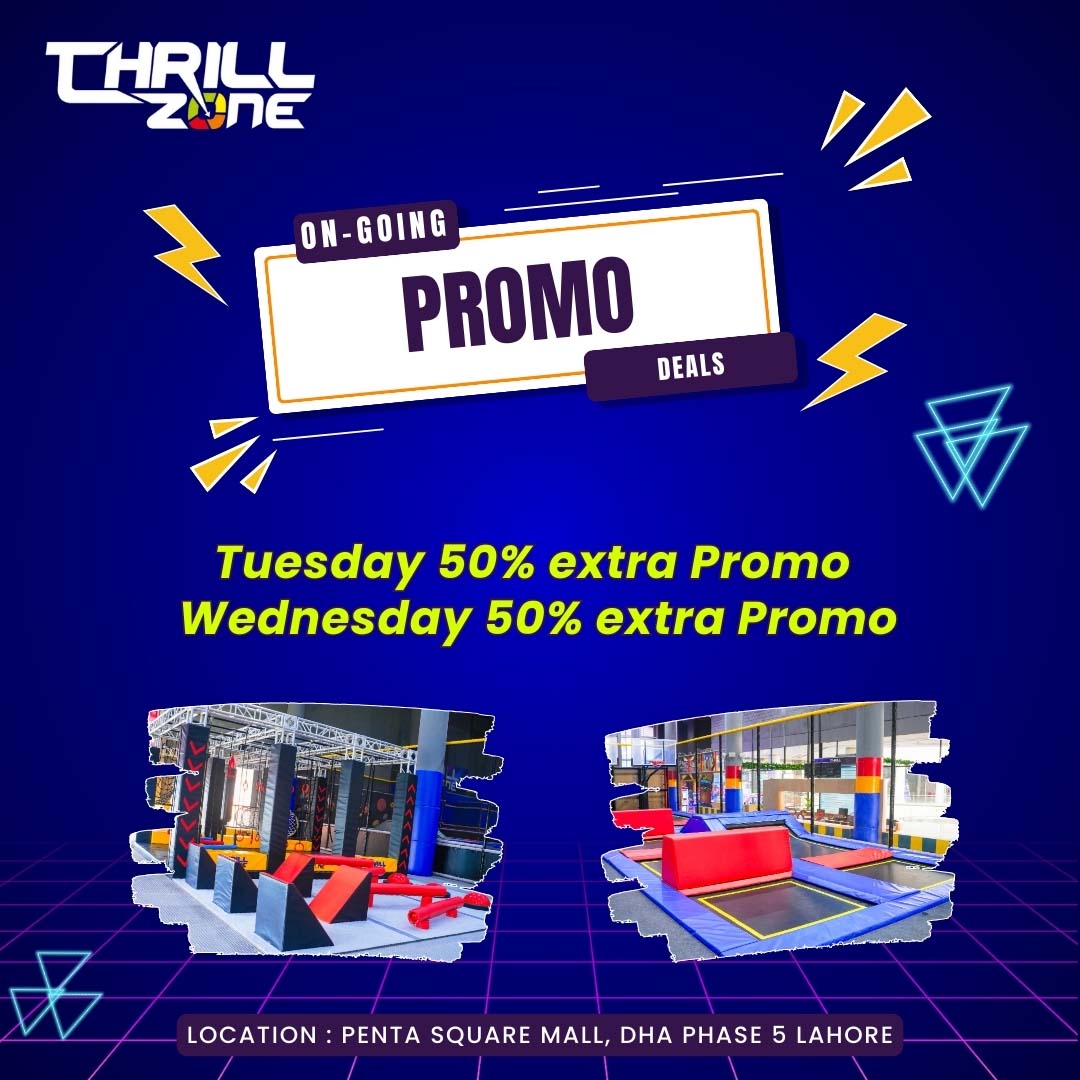 THRILL
ZONE
ON-GOING
PROMO
DEALS
Tuesday 50% extra Promo
Wednesday 50% extra Promo
LOCATION : PENTA SQUARE MALL, DHA PHASE 5 LAHORE